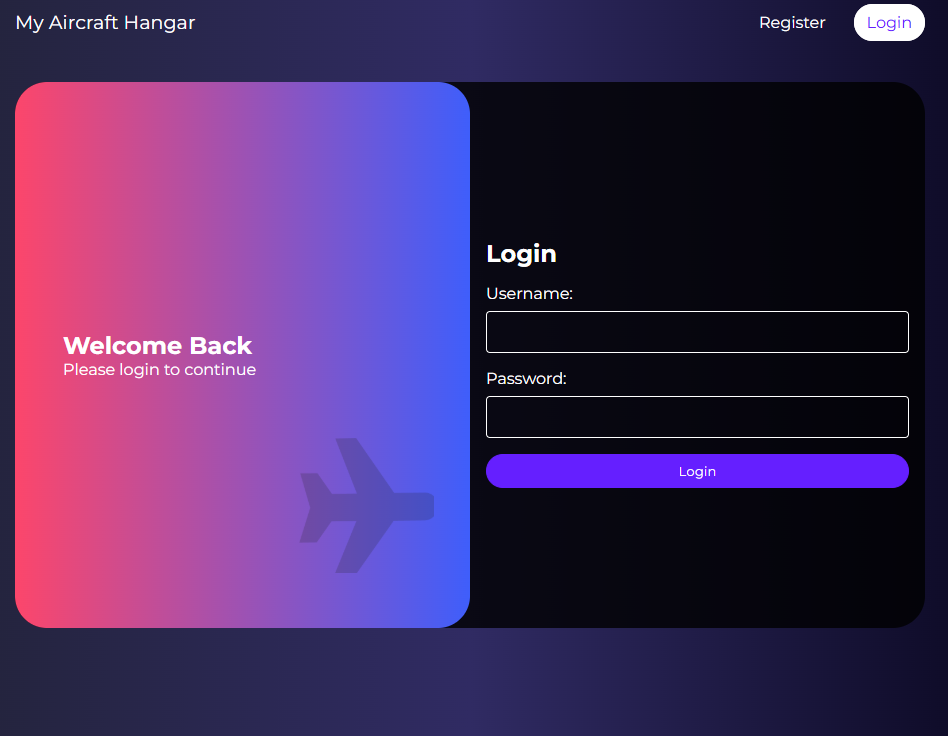 My Aircraft Hangar
Register
Login
Welcome Back
Please login to continue
Login
Username:
Password:
Login